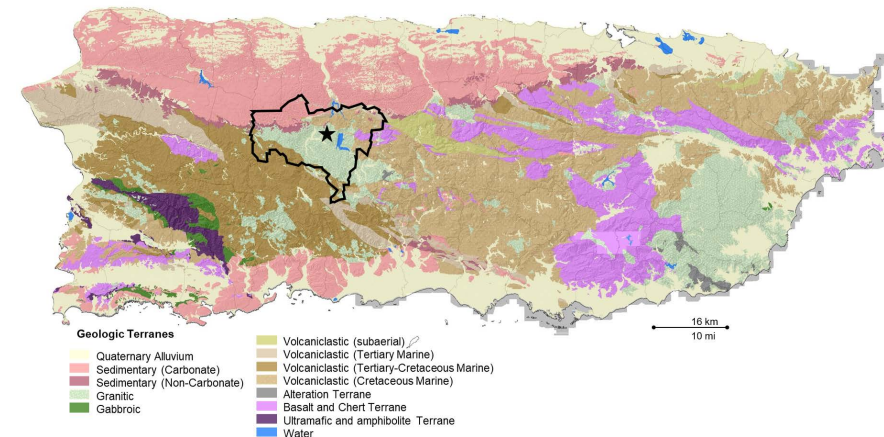 Geologic Terranes
Quaternary Alluvium
Sedimentary (Carbonate)
Sedimentary (Non-Carbonate)
Granitic
Gabbroic
Volcaniclastic (subaerial)
Volcaniclastic (Tertiary Marine)
Volcaniclastic (Tertiary-Cretaceous Marine)
Volcaniclastic (Cretaceous Marine)
Alteration Terrane
Basalt and Chert Terrane
Ultramafic and amphibolite Terrane
Water
16 km
10 mi